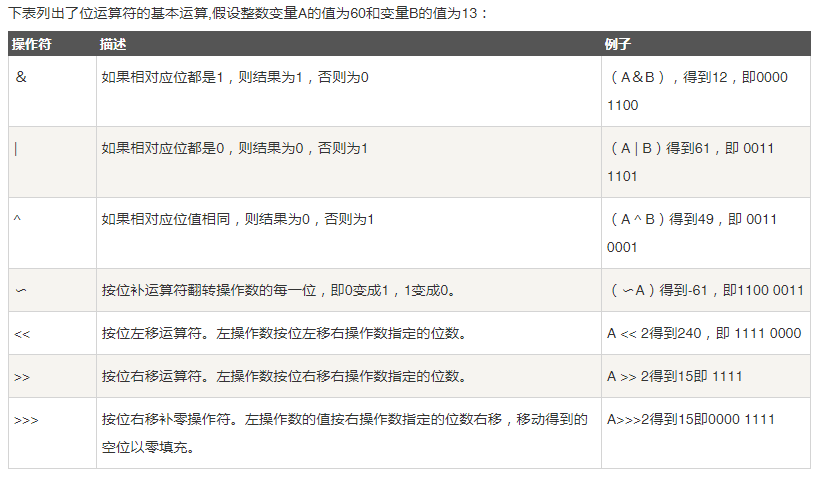 下表列出了位运算符的基本运算,假设整数变量A的值为60和变量B的值为13：
操作符 描述 例子
＆ 如果相对应位都是1，则结果为1，否则为0 （A＆B），得到12，即0000
1100
| 如果相对应位都是0，则结果为0，否则为1 （A | B）得到61，即 0011
1101
^ 如果相对应位值相同，则结果为0，否则为1 （A ^ B）得到49，即 0011
0001
〜 按位补运算符翻转操作数的每一位，即0变成1，1变成0。 （〜A）得到-61，即1100 0011
<< 按位左移运算符。左操作数按位左移右操作数指定的位数。 A << 2得到240，即 1111 0000
>> 按位右移运算符。左操作数按位右移右操作数指定的位数。 A >> 2得到15即 1111
>>> 按位右移补零操作符。左操作数的值按右操作数指定的位数右移，移动得到的 A>>>2得到15即0000 1111
空位以零填充。